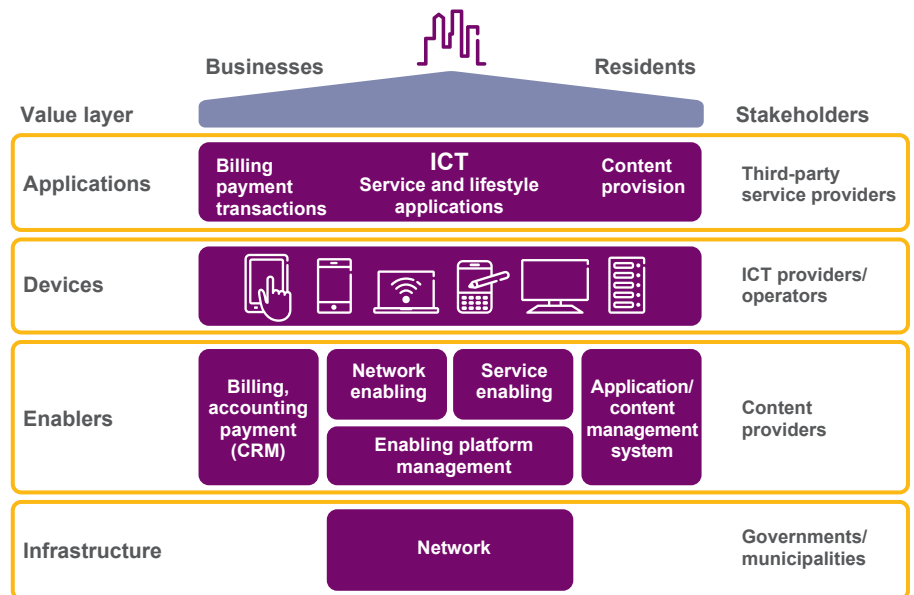 Businesses
Residents
Value layer
Stakeholders
Applications
Billing
payment
transactions
ICT
Service and lifestyle
applications
Content
provision
Third-party
service providers
Devices
ICT providers/
operators
Enablers
Billing,
accounting
payment
(CRM)
Network
enabling
Service
enabling
Enabling platform
management
Application/
content
management
system
Content
providers
Infrastructure
Network
Governments/
municipalities